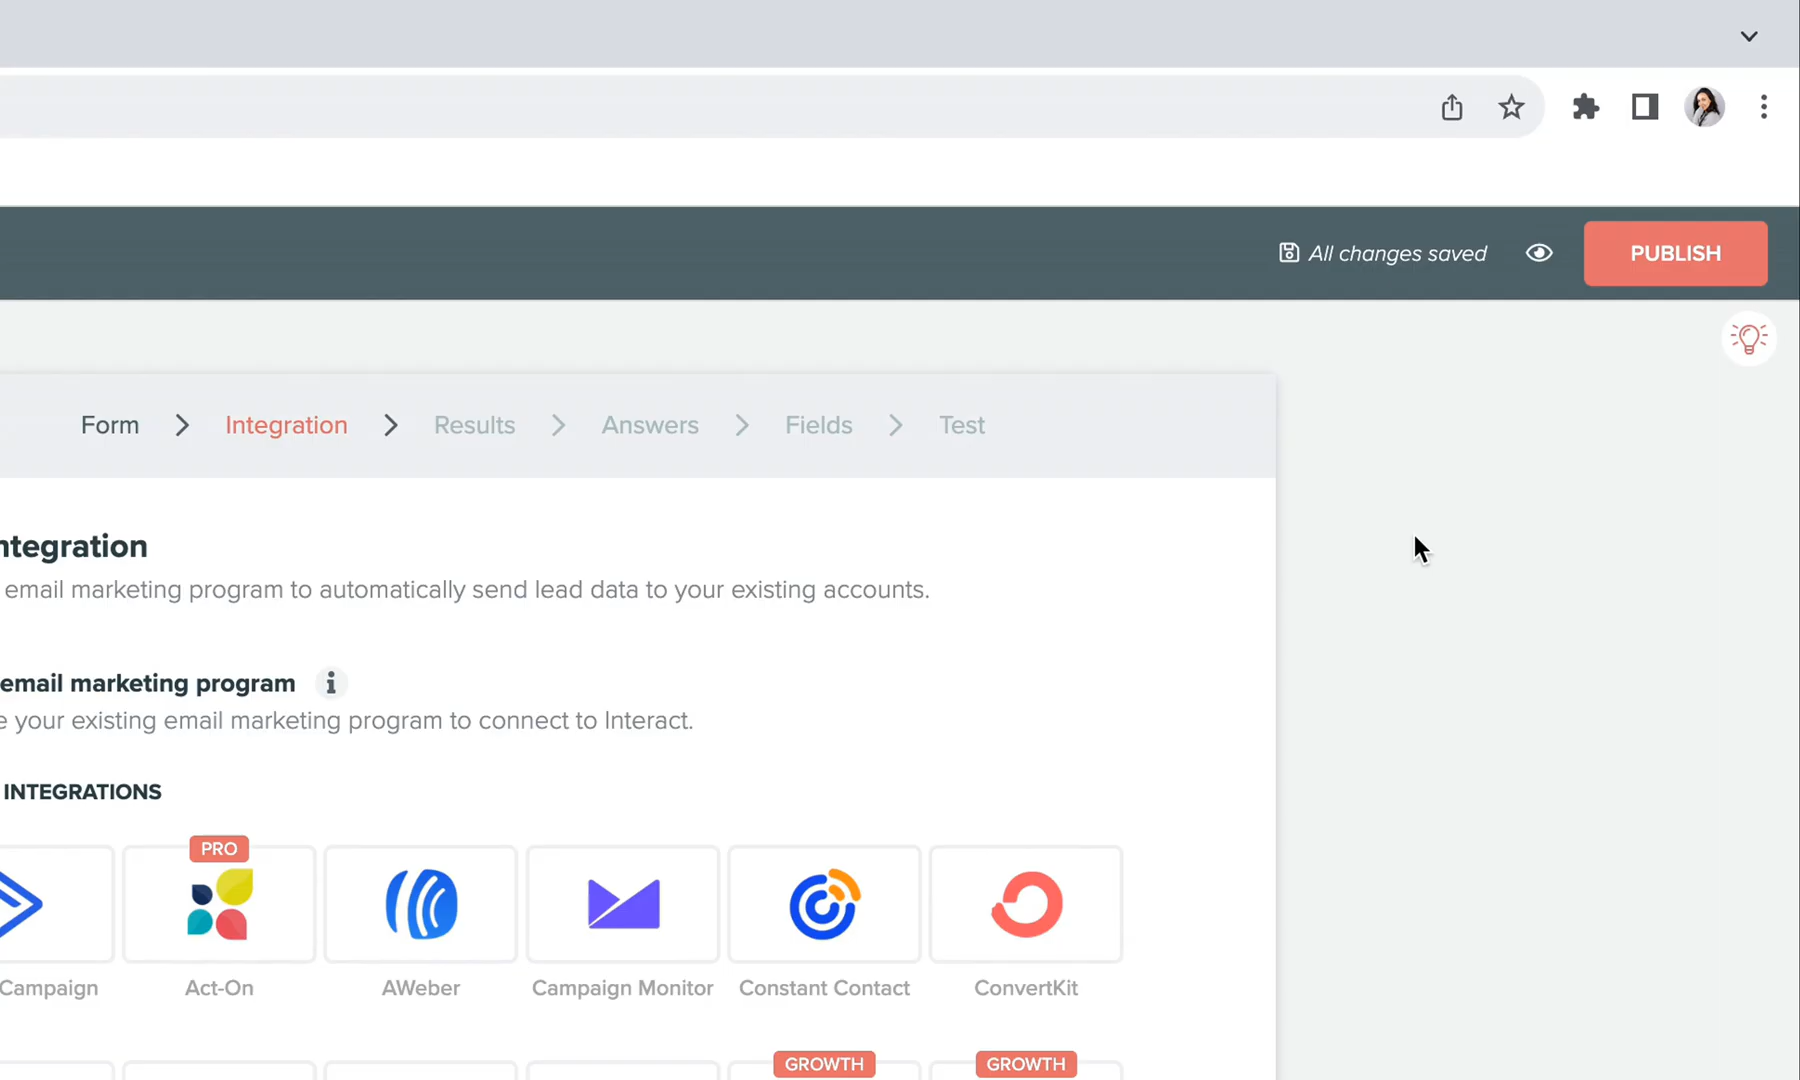 All changes saved
PUBLISH
Form
Integration
Results
Answers
Fields
Test
ntegration
email marketing program to automatically send lead data to your existing accounts.
email marketing program
e your existing email marketing program to connect to Interact.
INTEGRATIONS
PRO
Campaign
Act-On
AWeber
Campaign Monitor
Constant Contact
ConvertKit
GROWTH
GROWTH